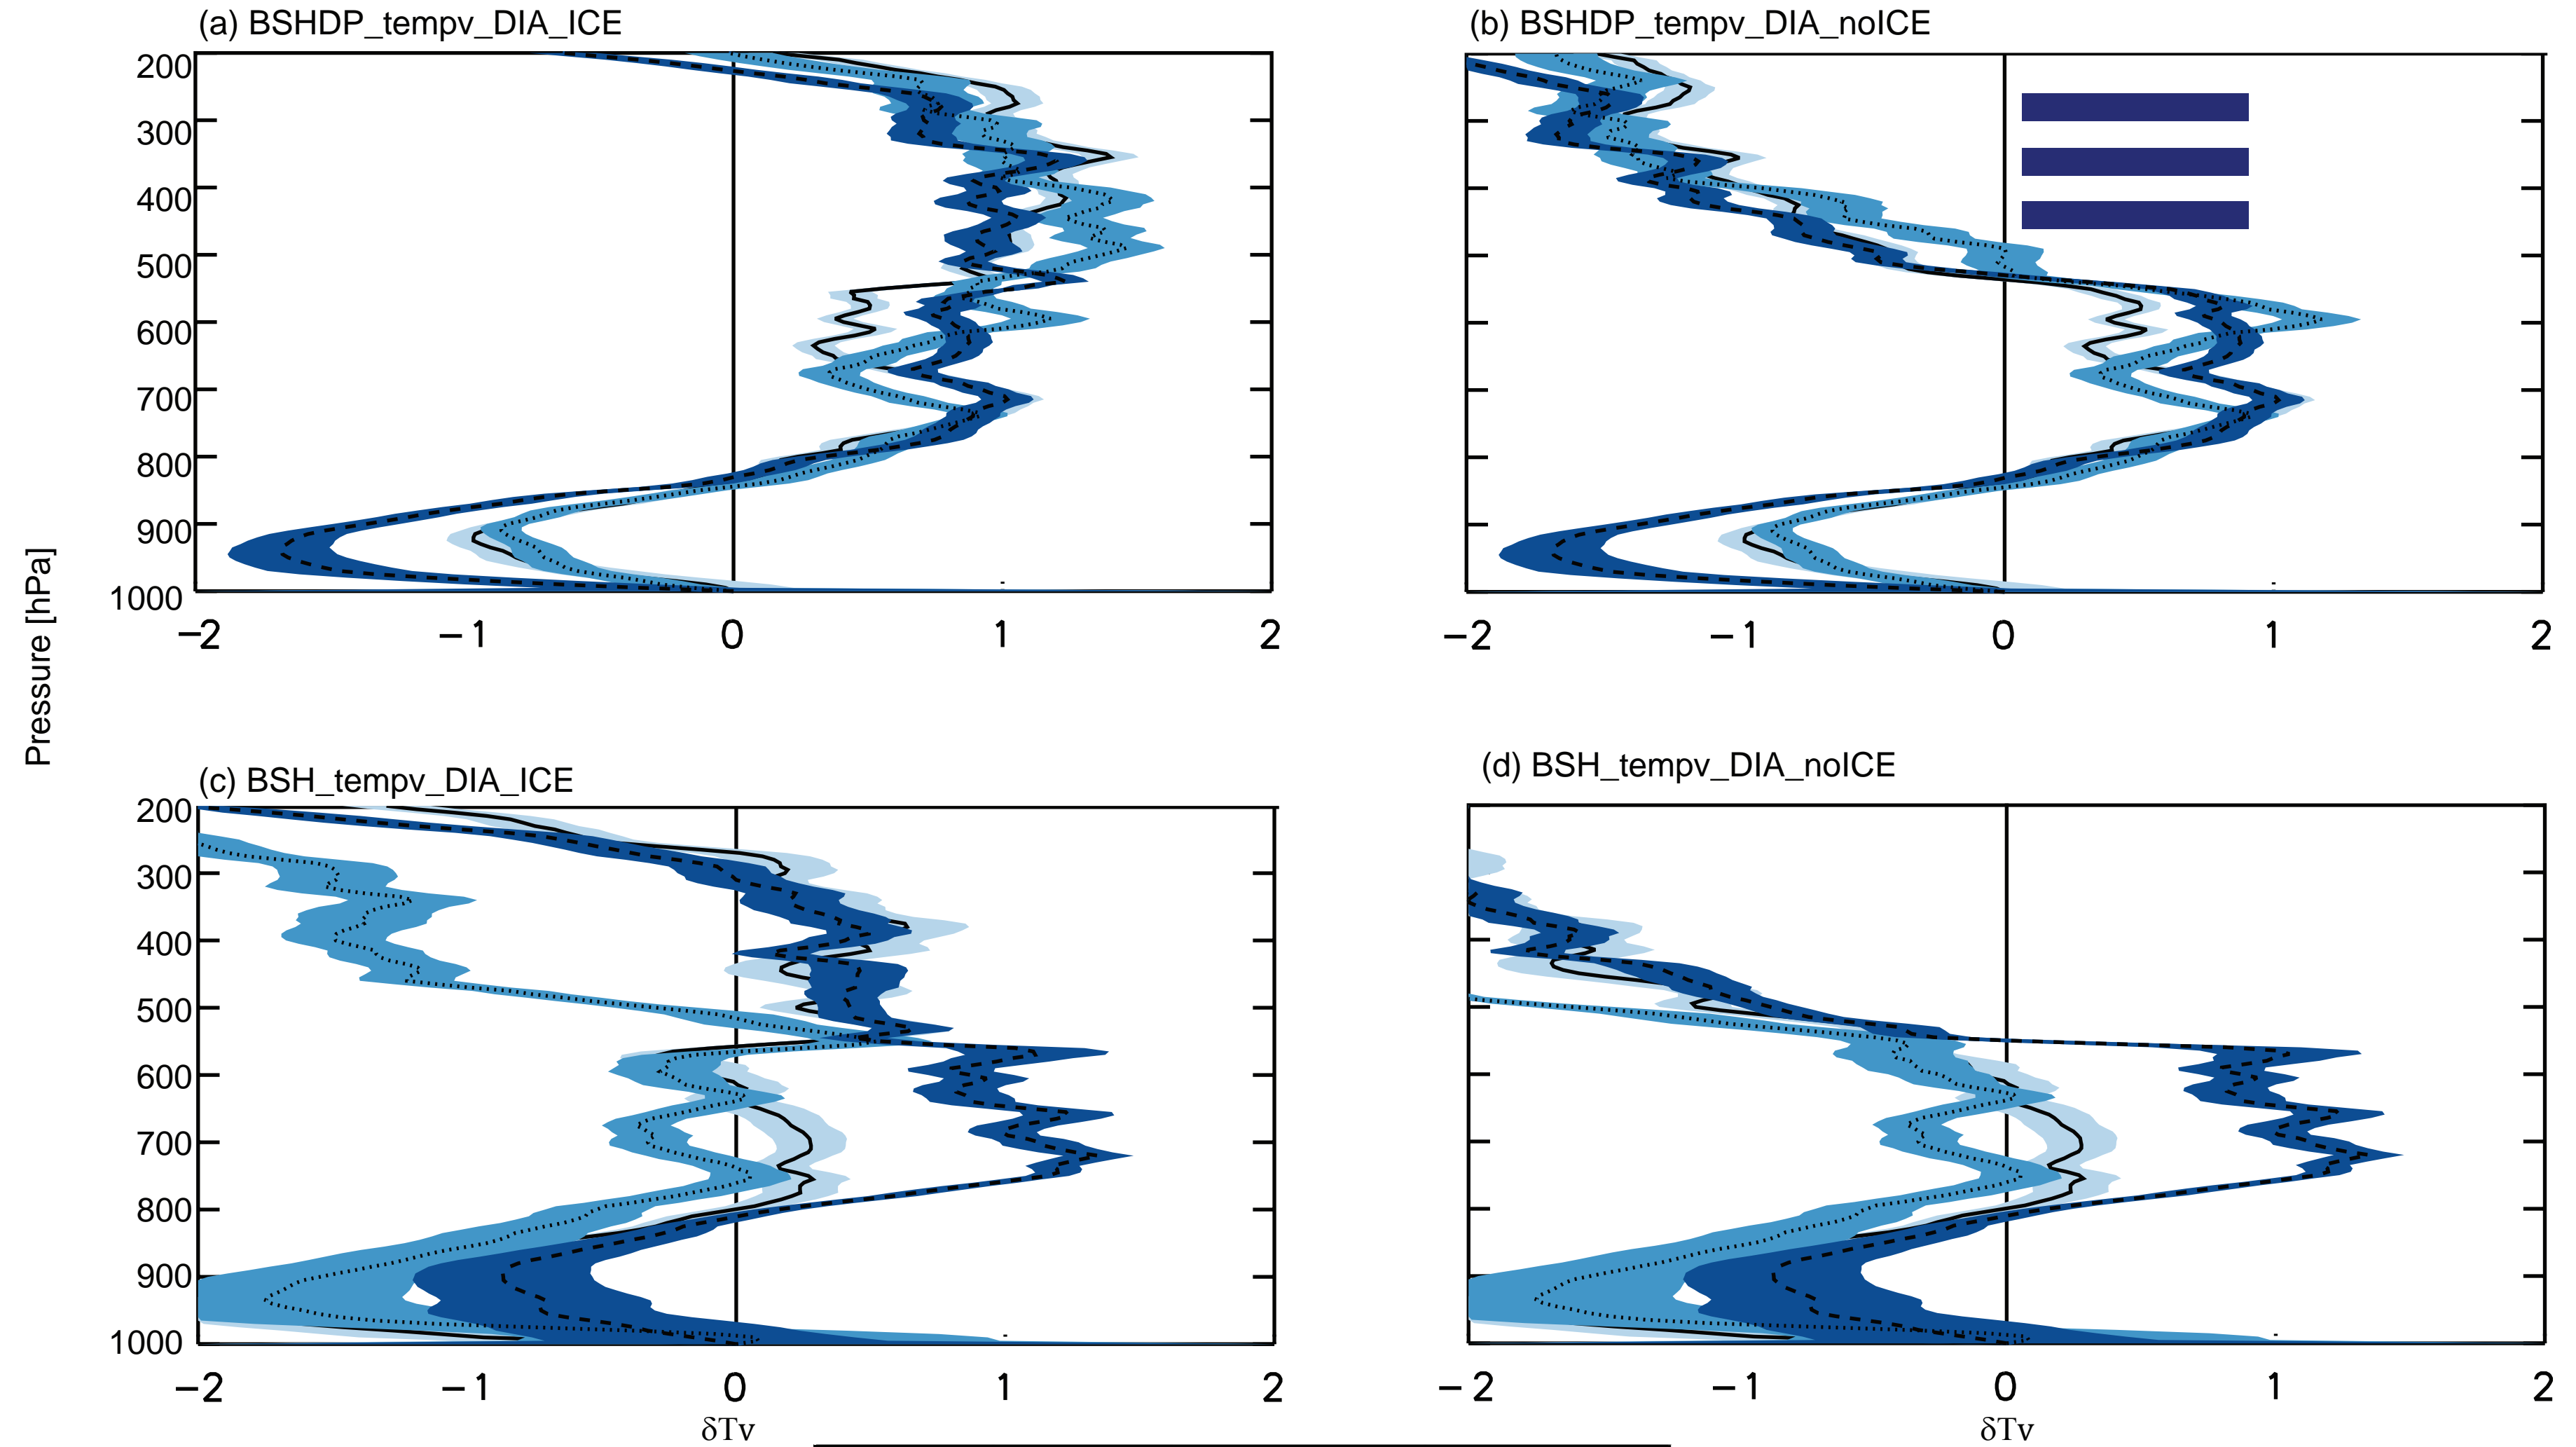 (a) BSHDP_tempv_DIA_ICE
(b) BSHDP_tempv_DIA_noICE
200
300
400
500
600
700
800
900
1000
Pressure [hPa]
−2 −1 0 1 2
−2 −1 0 1 2
(c) BSH_tempv_DIA_ICE
(d) BSH_tempv_DIA_noICE
200
300
400
500
600
700
800
900
1000
−2 −1 0 1 2
−2 −1 0 1 2
δTv
δTv